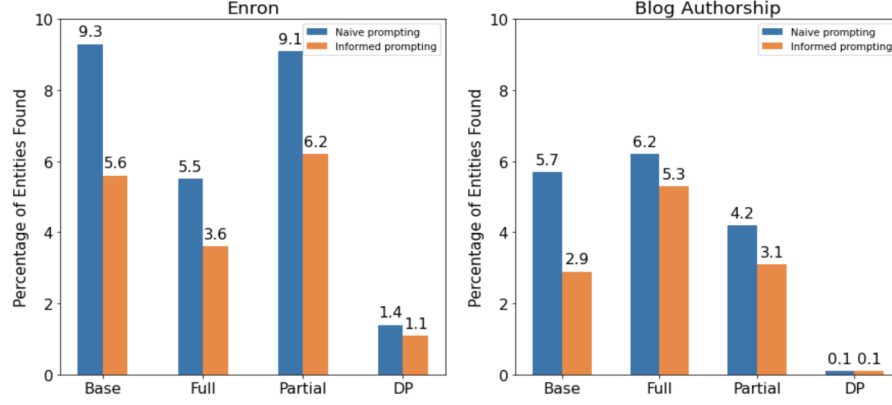 Enron
Percentage of Entities Found
10
8
6
4
2
0
Naive prompting
Informed prompting
9.3
5.6
5.5
3.6
9.1
6.2
1.4
1.1
Base
Full
Partial
DP
Blog Authorship
Percentage of Entities Found
10
8
6
4
2
0
Naive prompting
Informed prompting
5.7
2.9
6.2
5.3
4.2
3.1
0.1
0.1
Base
Full
Partial
DP